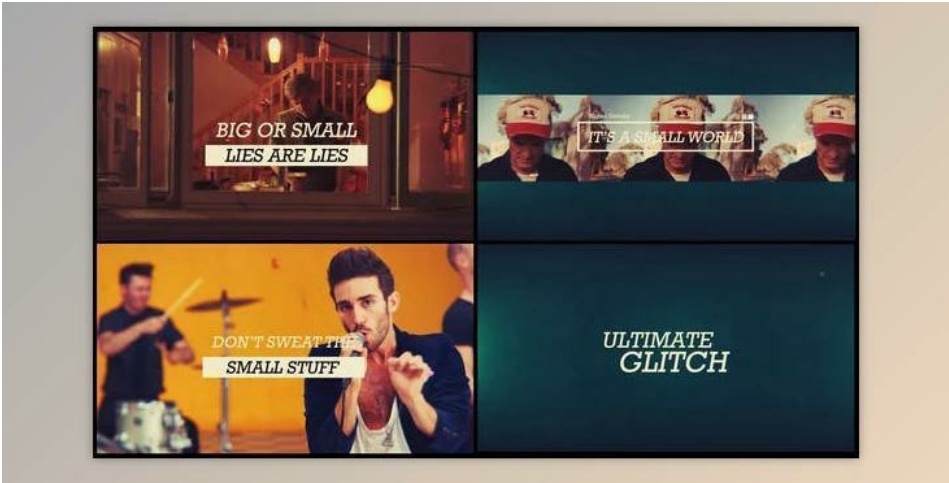 BIG OR SMALL
LIES ARE LIES
IT'S A SMALL WORLD
DON'T SWEAT THE
SMALL STUFF
ULTIMATE
GLITCH